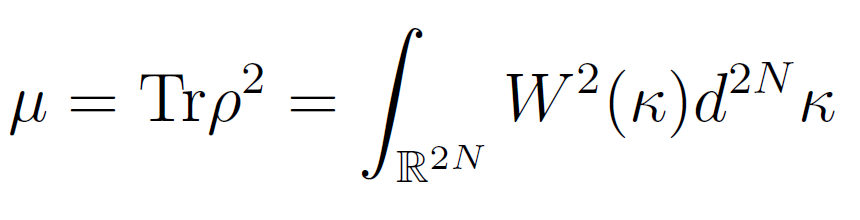 μ = Trρ² = ∫_{ℝ^{2N}} W²(κ)d^{2N}κ